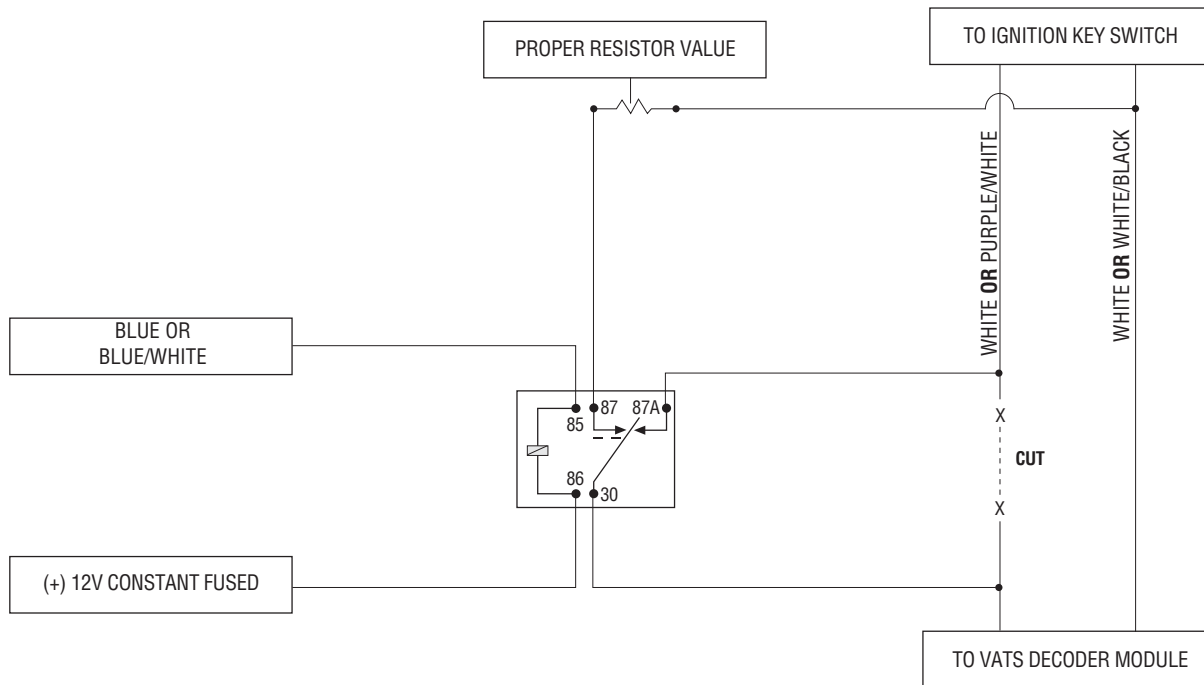 PROPER RESISTOR VALUE
TO IGNITION KEY SWITCH
WHITE OR PURPLE/WHITE
WHITE OR WHITE/BLACK
BLUE OR
BLUE/WHITE
87
87A
85
86
30
X
CUT
X
(+) 12V CONSTANT FUSED
TO VATS DECODER MODULE